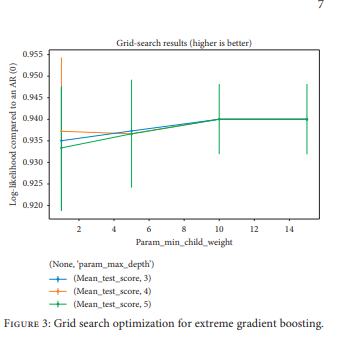 7
Grid-search results (higher is better)
0.955
0.950
0.945
0.940
0.935
0.930
0.925
0.920
Log-likelihood compared to an AR (0)
2 4 6 8 10 12 14
Param_min_child_weight
(None, 'param_max_depth')
(Mean_test_score, 3)
(Mean_test_score, 4)
(Mean_test_score, 5)
FIGURE 3: Grid search optimization for extreme gradient boosting.